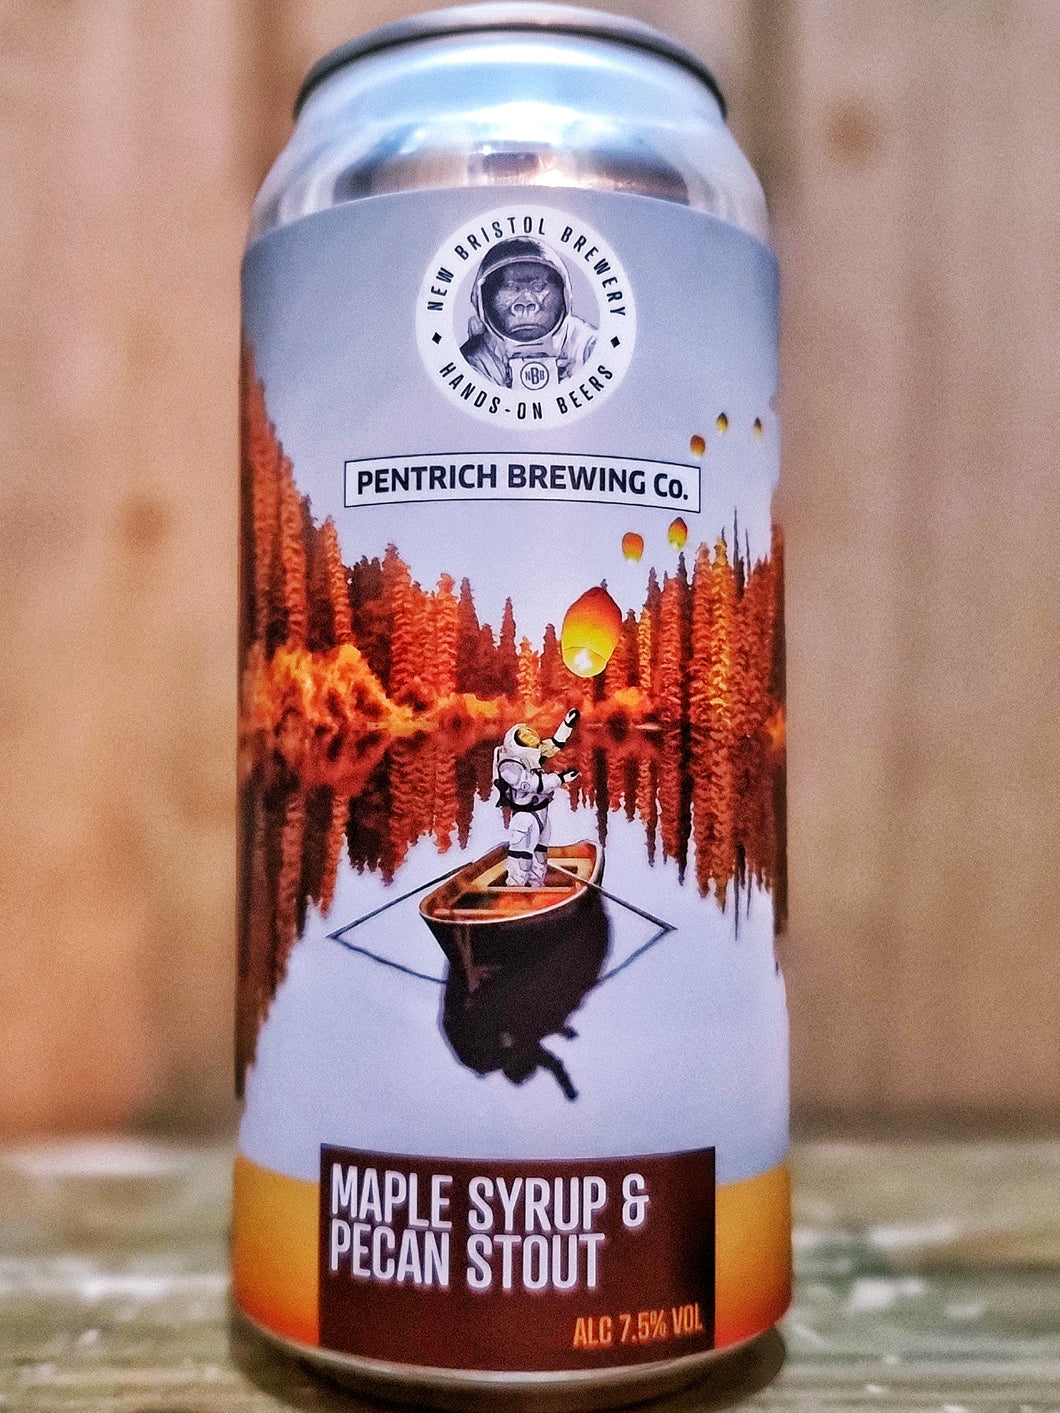 NEW BRISTOL BREWERY
NBB
HANDS-ON BEERS
PENTRICH BREWING Co.
MAPLE SYRUP &
PECAN STOUT
ALC 7.5% VOL